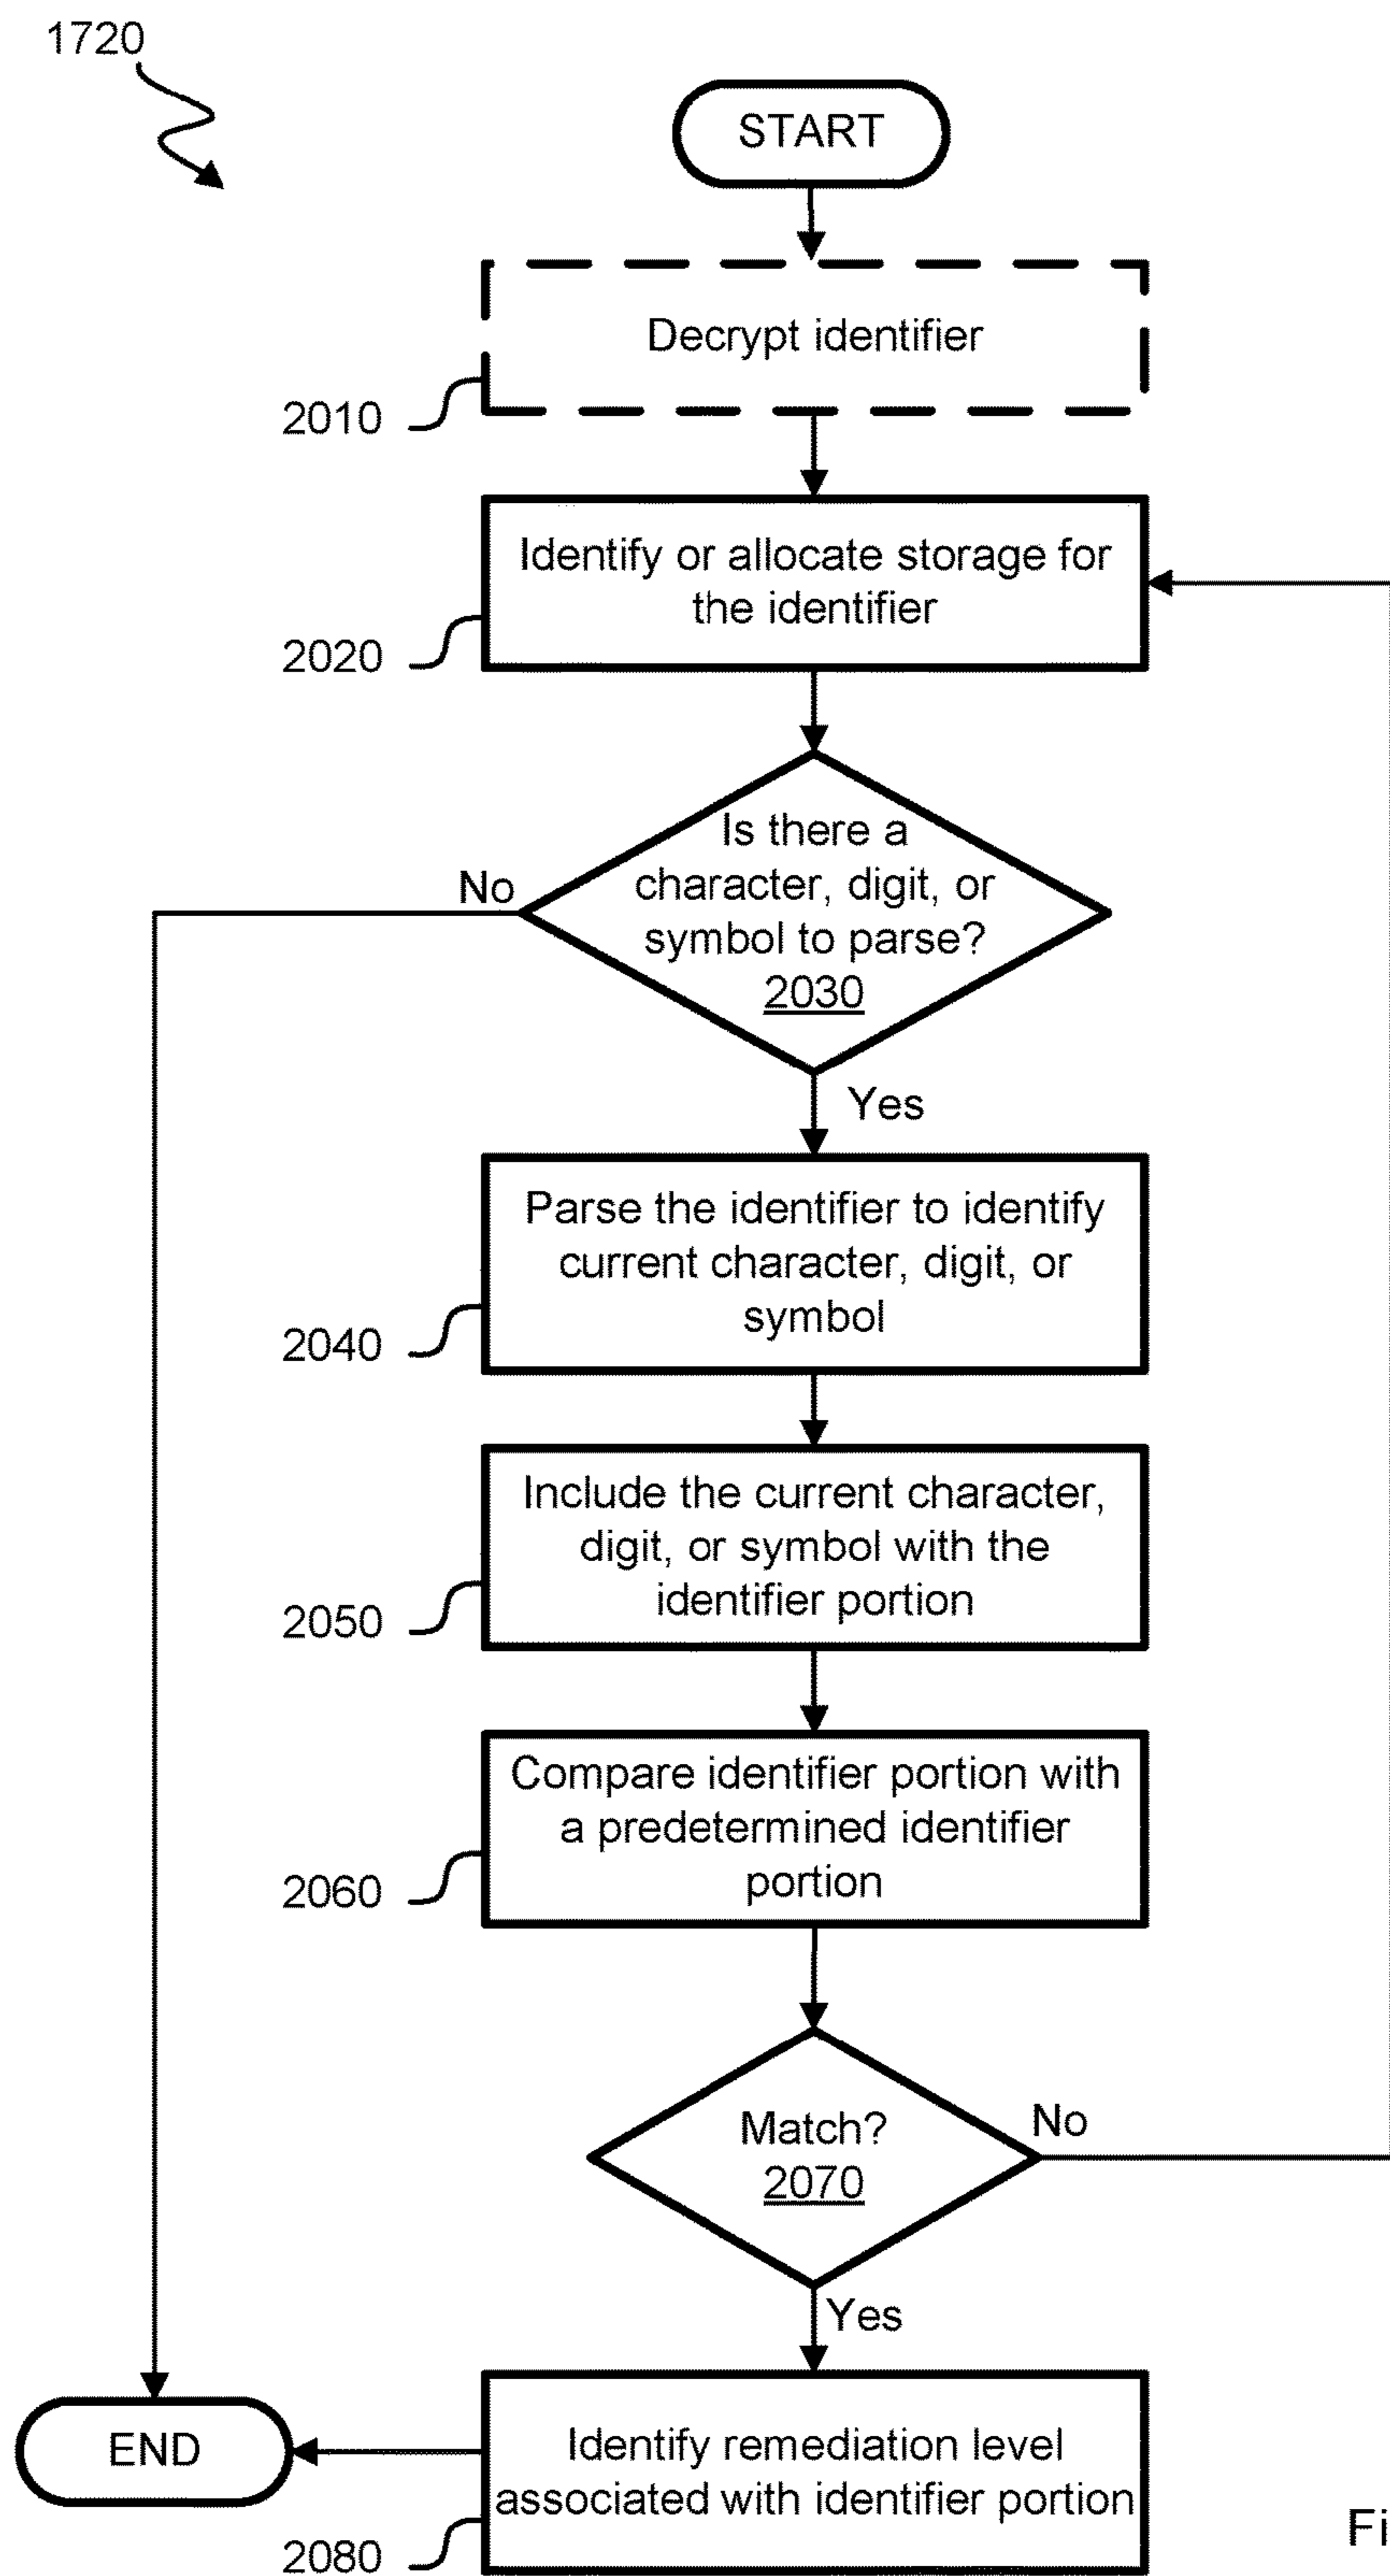 1720
START
Decrypt identifier
2010
Identify or allocate storage for
the identifier
2020
Is there a
character, digit, or
symbol to parse?
2030
No
Yes
Parse the identifier to identify
current character, digit, or
symbol
2040
Include the current character,
digit, or symbol with the
identifier portion
2050
Compare identifier portion with
a predetermined identifier
portion
2060
Match?
2070
No
Yes
END
Identify remediation level
associated with identifier portion
2080
Fi